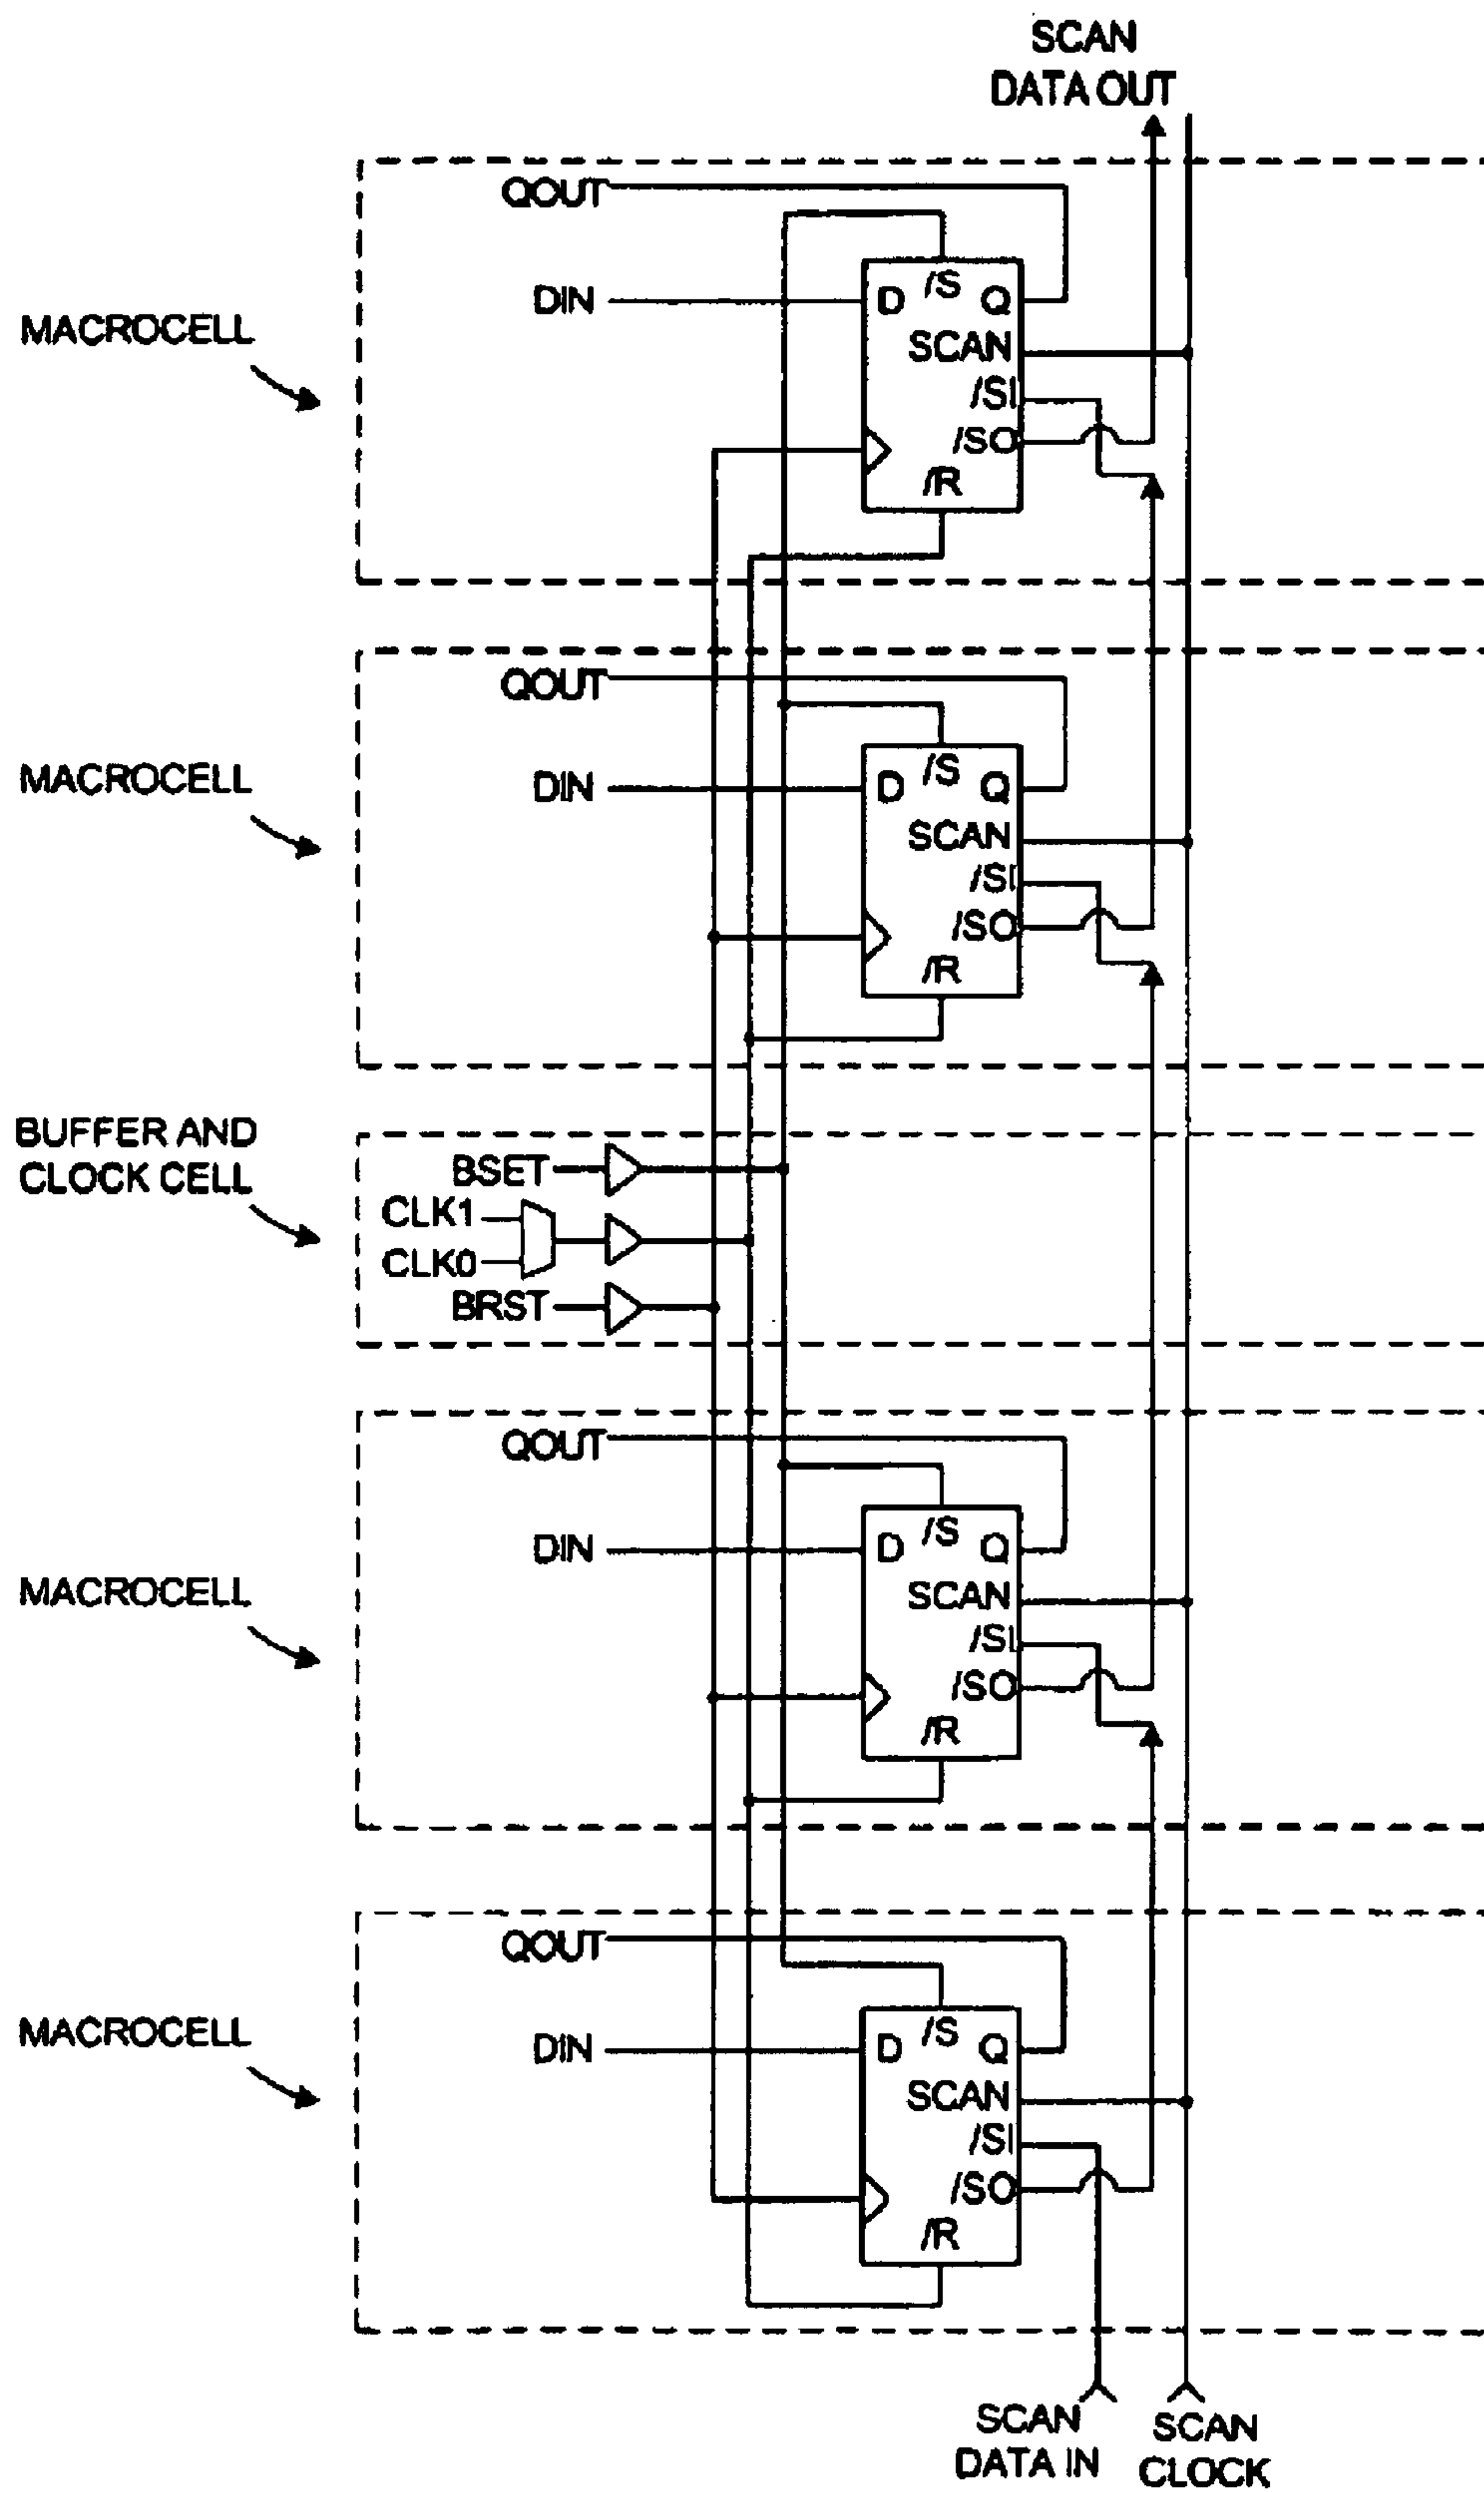 SCAN
DATA OUT
QOUT
DIN
D /S Q
SCAN
/SI
/SO
/R
MACROCELL
QOUT
DIN
D /S Q
SCAN
/SI
/SO
/R
MACROCELL
BUFFER AND
CLOCK CELL
BSET
CLK1
CLK0
BRST
QOUT
DIN
D /S Q
SCAN
/SI
/SO
/R
MACROCELL
QOUT
DIN
D /S Q
SCAN
/SI
/SO
/R
MACROCELL
SCAN
DATA IN
SCAN
CLOCK